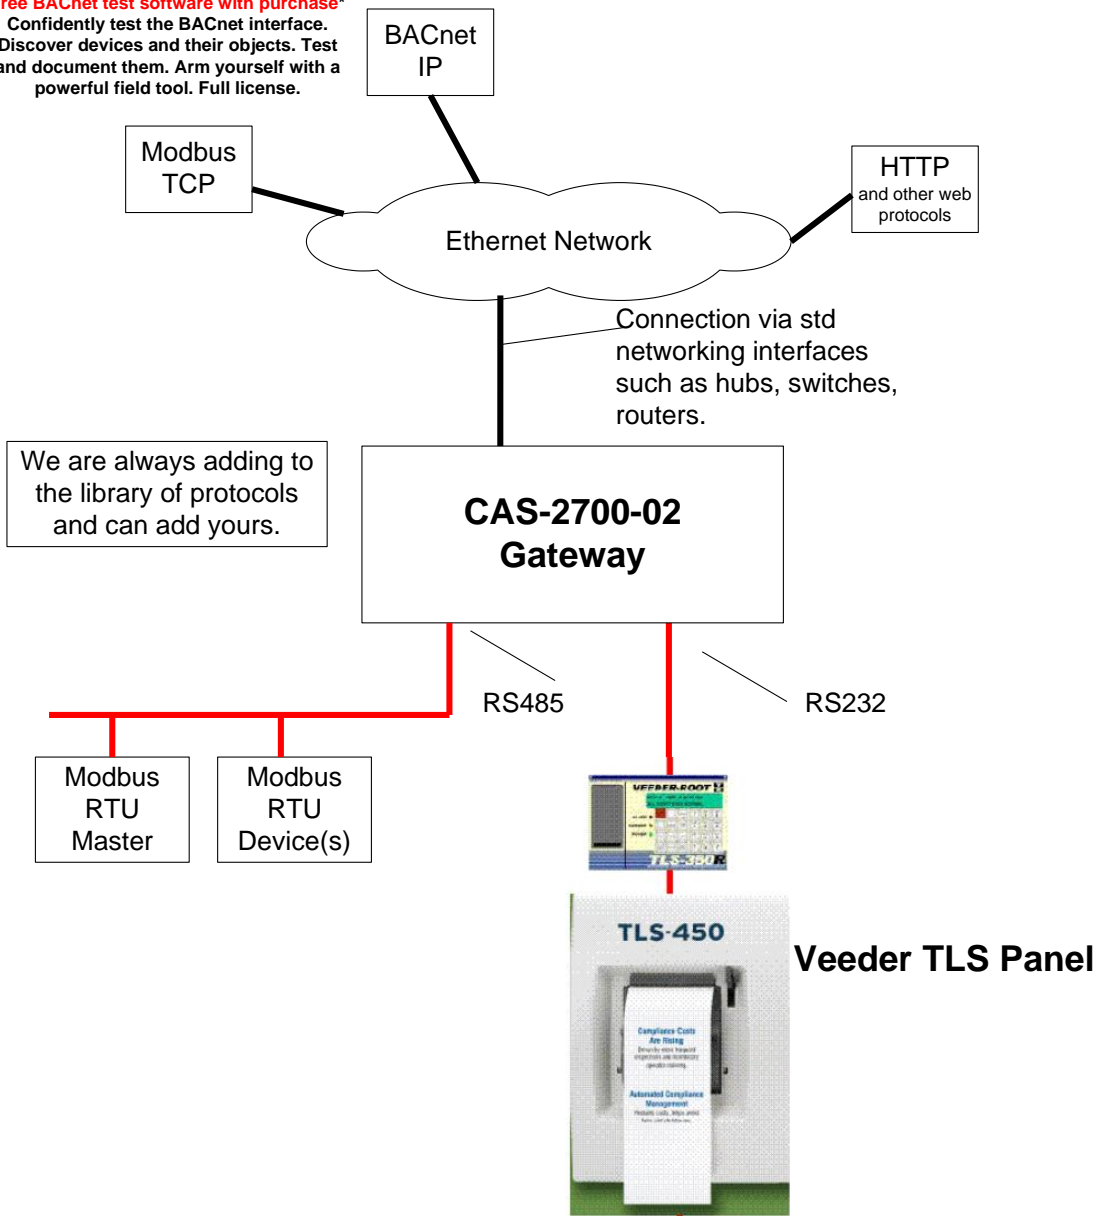 ree BACnet test software with purchase*
Confidently test the BACnet interface.
Discover devices and their objects. Test
and document them. Arm yourself with a
powerful field tool. Full license.
BACnet
IP
Modbus
TCP
HTTP
and other web
protocols
Ethernet Network
Connection via std
networking interfaces
such as hubs, switches,
routers.
We are always adding to
the library of protocols
and can add yours.
CAS-2700-02
Gateway
RS485
RS232
Modbus
RTU
Master
Modbus
RTU
Device(s)
VEEDER-ROOT
TLS-350R
TLS-450
Veeder TLS Panel
Compliance Costs
Are Rising
Automated Compliance
Management